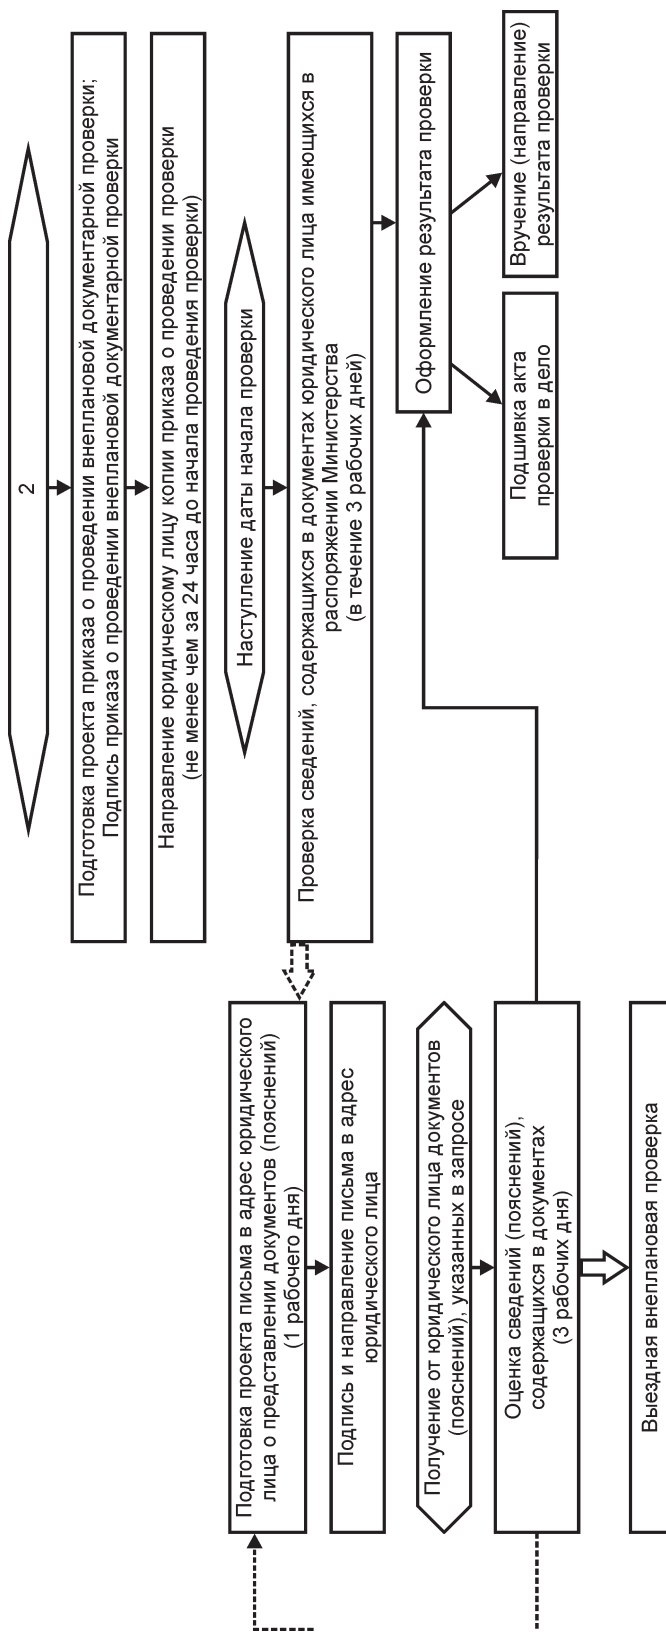 2
Подготовка проекта приказа о проведении внеплановой документарной проверки;
Подпись приказа о проведении внеплановой документарной проверки
Направление юридическому лицу копии приказа о проведении проверки
(не менее чем за 24 часа до начала проведения проверки)
Наступление даты начала проверки
Проверка сведений, содержащихся в документах юридического лица имеющихся в
распоряжении Министерства
(в течение 3 рабочих дней)
Оформление результата проверки
Подшивка акта
проверки в дело
Вручение (направление)
результата проверки
Подготовка проекта письма в адрес юридического
лица о представлении документов (пояснений)
(1 рабочего дня)
Подпись и направление письма в адрес
юридического лица
Получение от юридического лица документов
(пояснений), указанных в запросе
Оценка сведений (пояснений),
содержащихся в документах
(3 рабочих дня)
Выездная внеплановая проверка